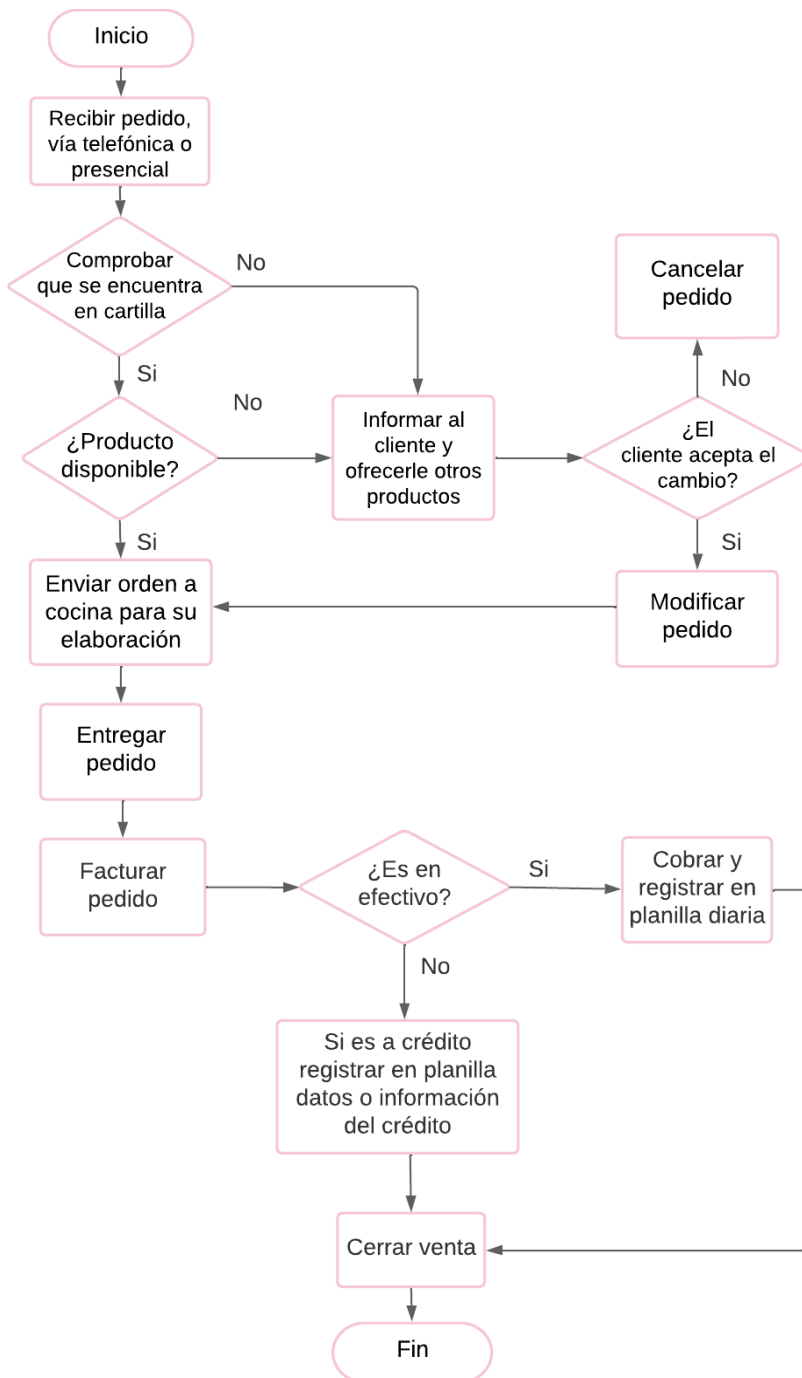 Inicio
Recibir pedido,
vía telefónica o
presencial
Comprobar
que se encuentra
en cartilla
No
Si
¿Producto
disponible?
No
Si
Informar al
cliente y
ofrecerle otros
productos
Cancelar
pedido
No
¿El
cliente acepta el
cambio?
Si
Modificar
pedido
Enviar orden a
cocina para su
elaboración
Entregar
pedido
Facturar
pedido
¿Es en
efectivo?
Si
Cobrar y
registrar en
planilla diaria
No
Si es a crédito
registrar en planilla
datos o información
del crédito
Cerrar venta
Fin